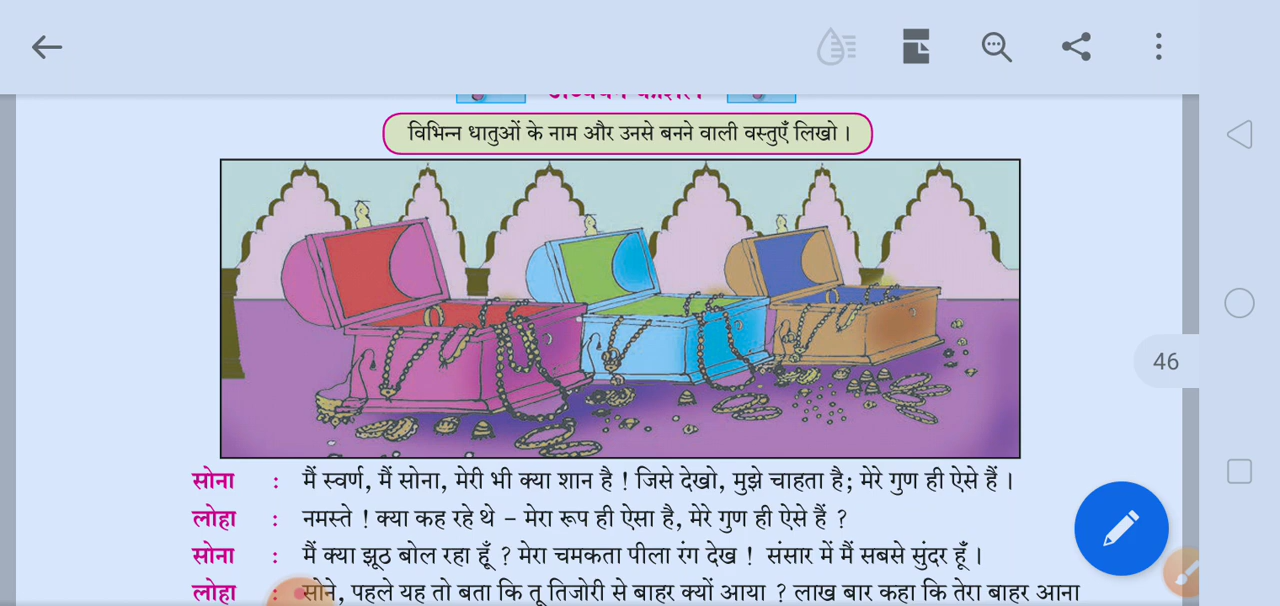 विभिन्न धातुओं के नाम और उनसे बनने वाली वस्तुएँ लिखो ।
46
सोना : मैं स्वर्ण, मैं सोना, मेरी भी क्या शान है ! जिसे देखो, मुझे चाहता है; मेरे गुण ही ऐसे हैं ।
लोहा : नमस्ते ! क्या कह रहे थे – मेरा रूप ही ऐसा है, मेरे गुण ही ऐसे हैं ?
सोना : मैं क्या झूठ बोल रहा हूँ ? मेरा चमकता पीला रंग देख ! संसार में मैं सबसे सुंदर हूँ ।
लोहा : सोने, पहले यह तो बता कि तू तिजोरी से बाहर क्यों आया ? लाख बार कहा कि तेरा बाहर आना